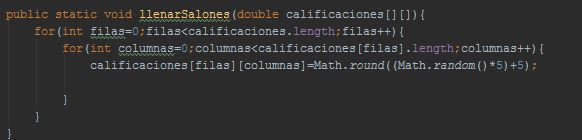 public static void llenarSalones(double calificaciones[][]){
for(int filas=0;filas<calificaciones.length;filas++){
for(int columnas=0;columnas<calificaciones[filas].length;columnas++){
calificaciones[filas][columnas]=Math.round((Math.random()*5)+5);
}
}
}